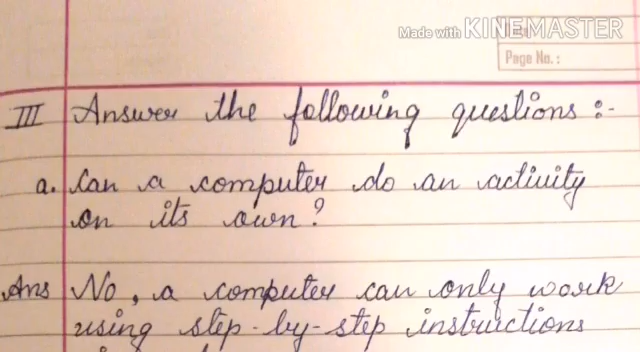 Made with KINEMASTER
Page No.:
III Answer the following questions :-
a. Can a computer do an activity
on its own?
Ans No, a computer can only work
using step-by-step instructions